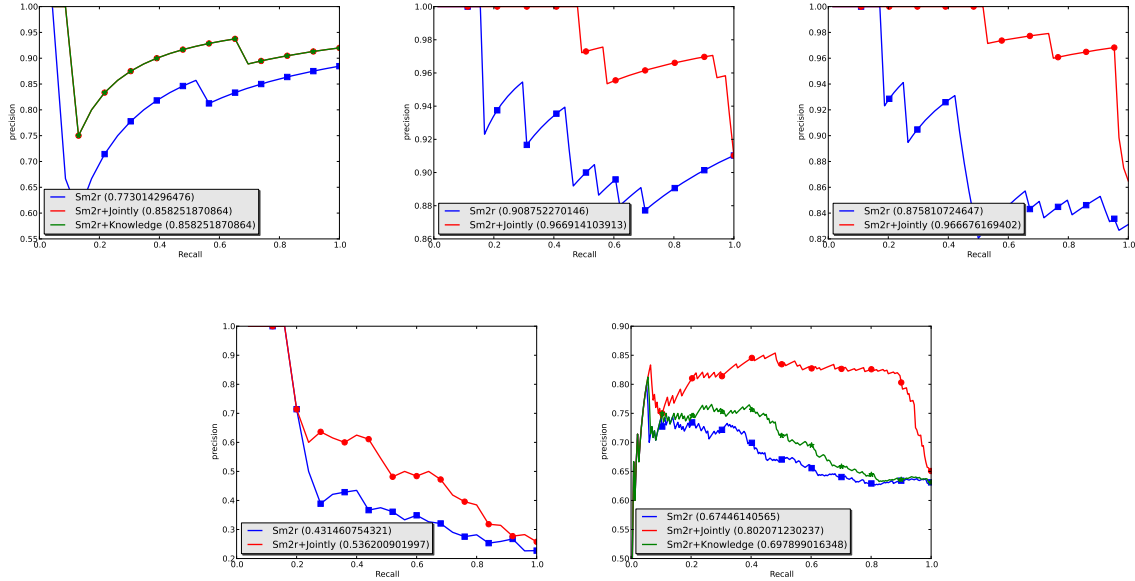 1.00
0.95
0.90
0.85
0.80
0.75
0.70
0.65
0.60
0.55
precision
0.0 0.2 0.4 0.6 0.8 1.0
Recall
Sm2r (0.773014296476)
Sm2r+Jointly (0.858251870864)
Sm2r+Knowledge (0.858251870864)
1.00
0.98
0.96
0.94
0.92
0.90
0.88
0.86
precision
0.0 0.2 0.4 0.6 0.8 1.0
Recall
Sm2r (0.908752270146)
Sm2r+Jointly (0.966914103913)
1.00
0.98
0.96
0.94
0.92
0.90
0.88
0.86
0.84
0.82
precision
0.0 0.2 0.4 0.6 0.8 1.0
Recall
Sm2r (0.875810724647)
Sm2r+Jointly (0.966676169402)
1.0
0.9
0.8
0.7
0.6
0.5
0.4
0.3
0.2
precision
0.0 0.2 0.4 0.6 0.8 1.0
Recall
Sm2r (0.431460754321)
Sm2r+Jointly (0.536200901997)
0.90
0.85
0.80
0.75
0.70
0.65
0.60
0.55
0.50
precision
0.0 0.2 0.4 0.6 0.8 1.0
Recall
Sm2r (0.67446140565)
Sm2r+Jointly (0.802071230237)
Sm2r+Knowledge (0.697899016348)